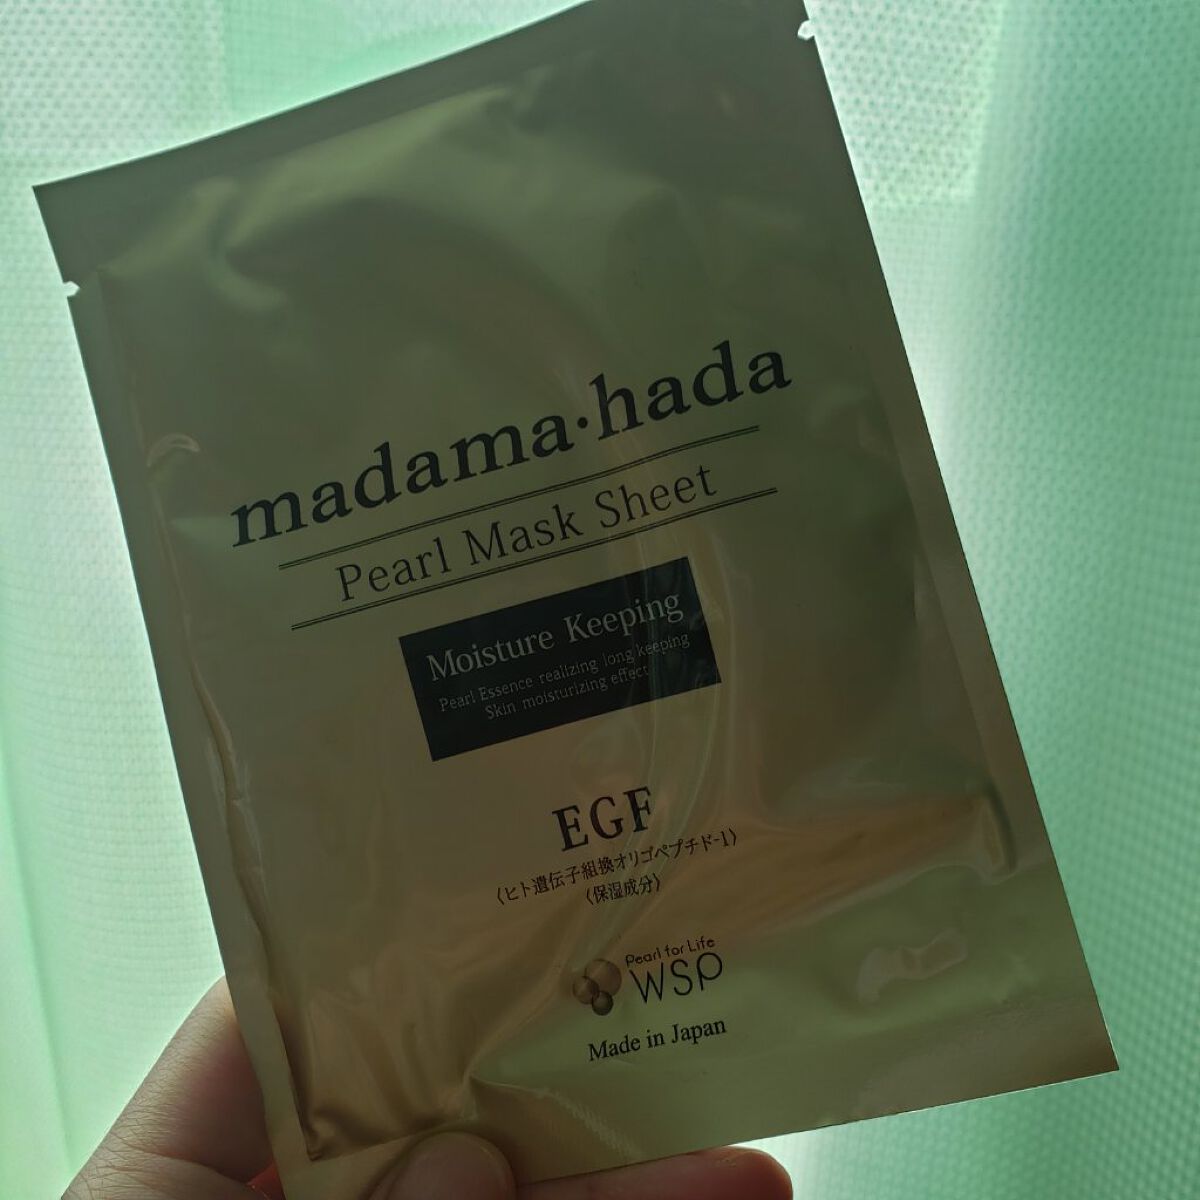 madama・hada
Pearl Mask Sheet
Moisture Keeping
Pearl Essence realizing long keeping
Skin moisturizing effect
EGF
〈ヒト遺伝子組換オリゴペプチド-1〉
〈保湿成分〉
Pearl for Life
WSP
Made in Japan